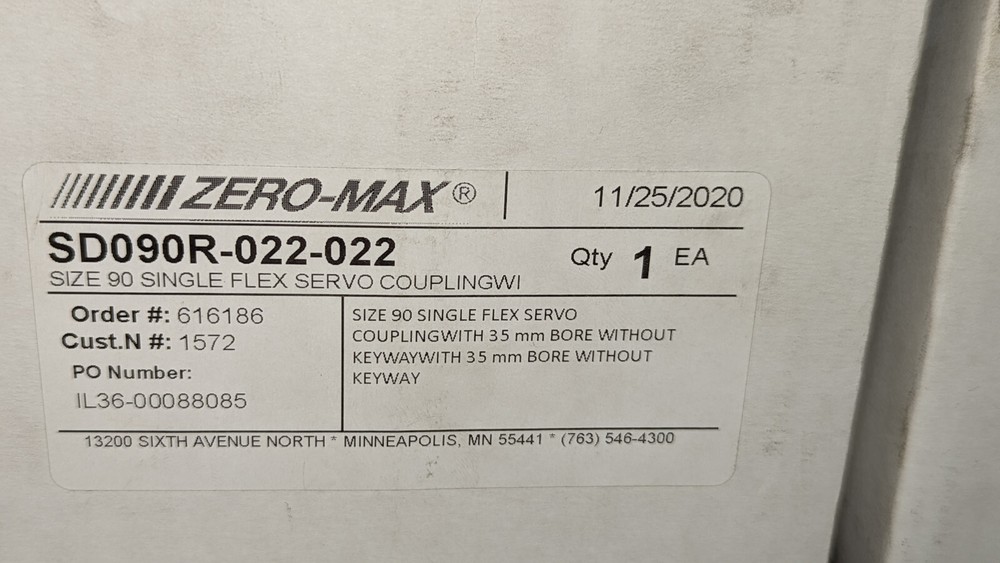 ZERO-MAX® 11/25/2020
SD090R-022-022 Qty 1 EA
SIZE 90 SINGLE FLEX SERVO COUPLINGWI
Order #: 616186
Cust.N #: 1572
PO Number:
IL36-00088085
SIZE 90 SINGLE FLEX SERVO
COUPLINGWITH 35 mm BORE WITHOUT
KEYWAYWITH 35 mm BORE WITHOUT
KEYWAY
13200 SIXTH AVENUE NORTH * MINNEAPOLIS, MN 55441 * (763) 546-4300